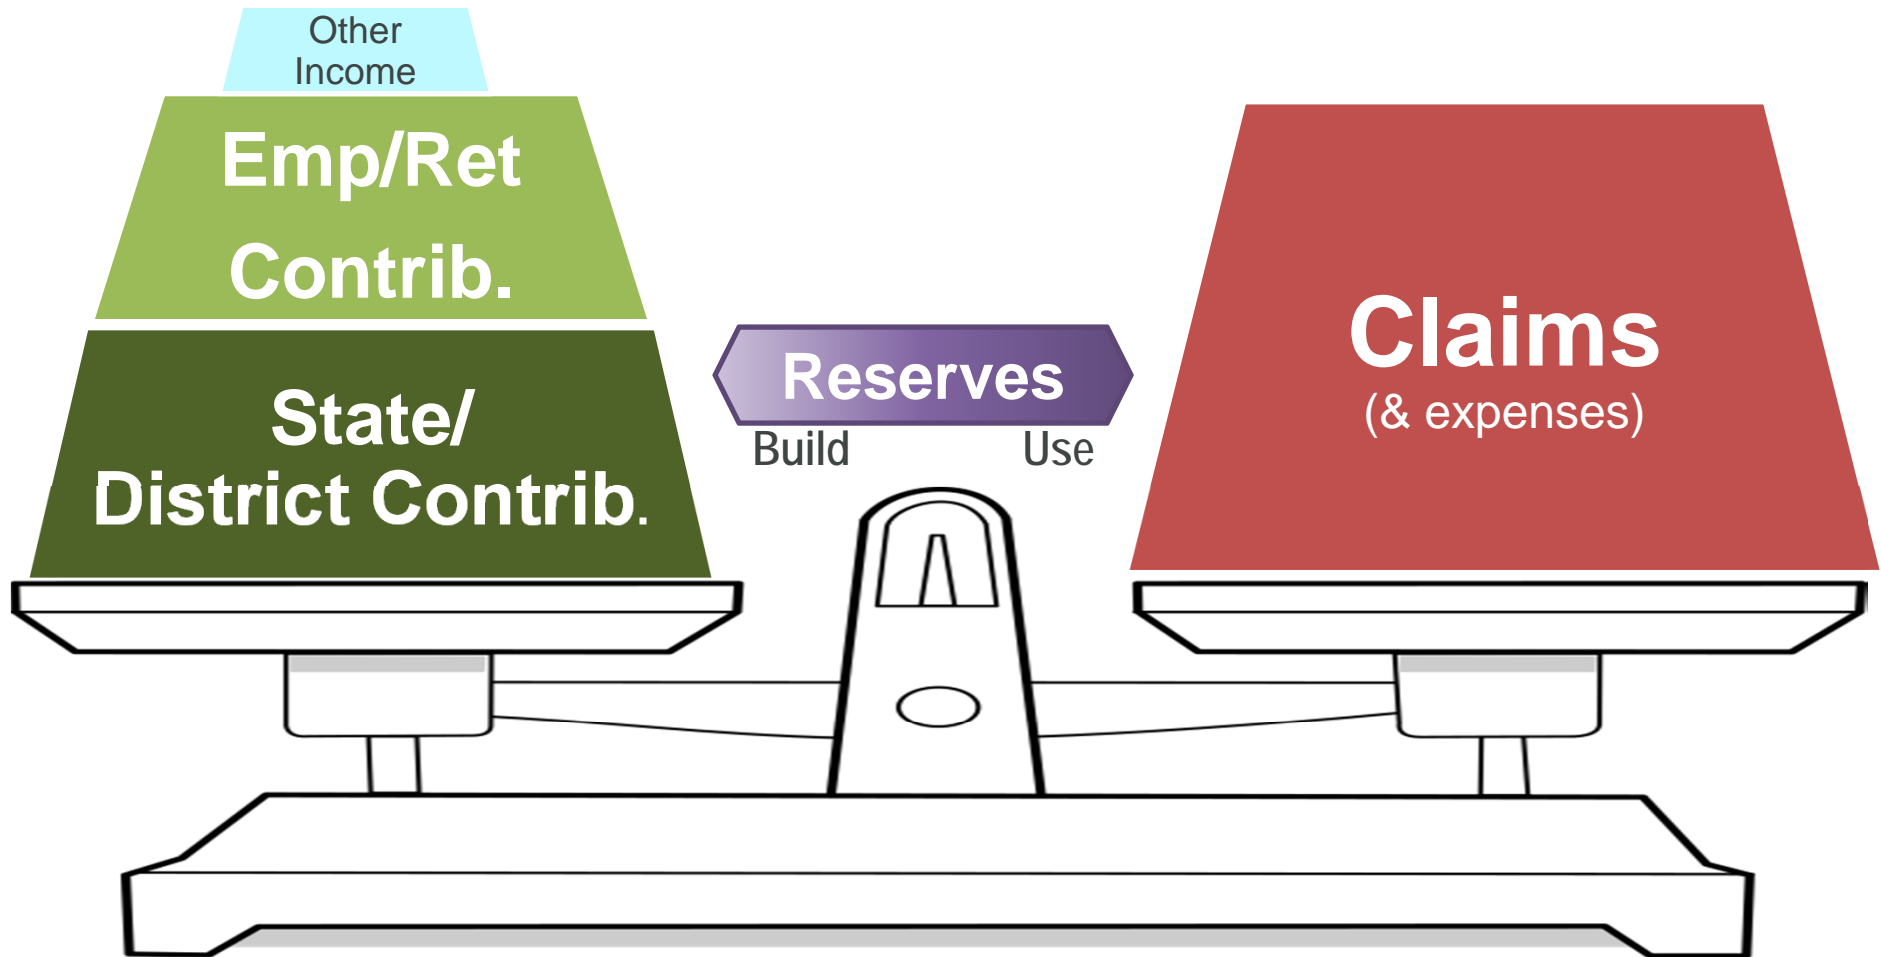 Other
Income
Emp/Ret
Contrib.
State/
District Contrib.
Reserves
Build Use
Claims
(& expenses)